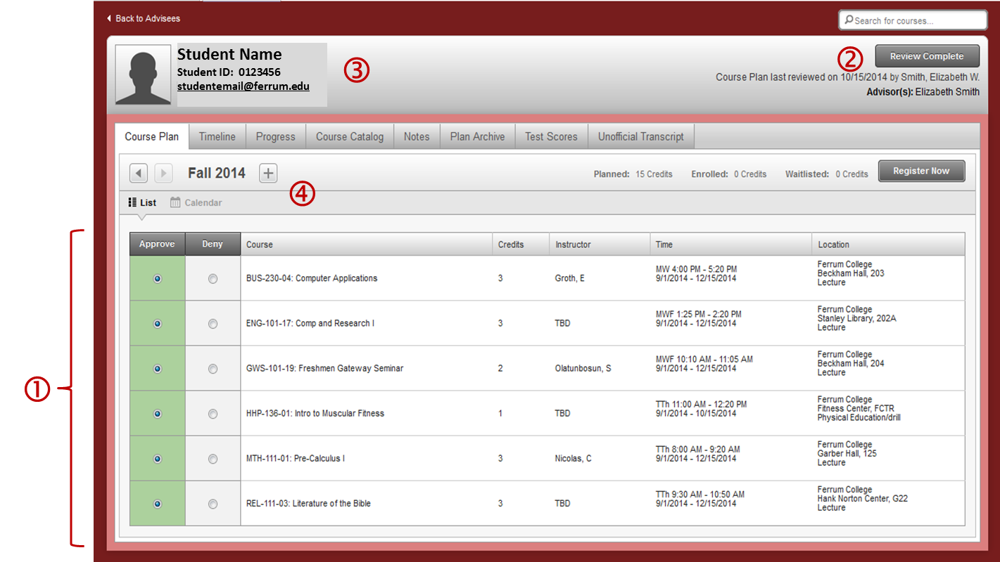 Back to Advisees
Search for courses...
Student Name
Student ID: 0123456
studentemail@ferrum.edu
③
②
Review Complete
Course Plan last reviewed on 10/15/2014 by Smith, Elizabeth W.
Advisor(s): Elizabeth Smith
Course Plan Timeline Progress Course Catalog Notes Plan Archive Test Scores Unofficial Transcript
Fall 2014 Planned: 15 Credits Enrolled: 0 Credits Waitlisted: 0 Credits Register Now
④
List Calendar
①
Approve Deny Course Credits Instructor Time Location
BUS-230-04: Computer Applications 3 Groth, E
MW 4:00 PM - 5:20 PM
9/1/2014 - 12/15/2014
Ferrum College
Beckham Hall, 203
Lecture
ENG-101-17: Comp and Research I 3 TBD
MWF 1:25 PM - 2:20 PM
9/1/2014 - 12/15/2014
Ferrum College
Stanley Library, 202A
Lecture
GWS-101-19: Freshmen Gateway Seminar 2 Olatunbosun, S
MWF 10:10 AM - 11:05 AM
9/1/2014 - 12/15/2014
Ferrum College
Beckham Hall, 204
Lecture
HHP-136-01: Intro to Muscular Fitness 1 TBD
TTh 11:00 AM - 12:20 PM
9/1/2014 - 10/15/2014
Ferrum College
Fitness Center, FCTR
Physical Education/drill
MTH-111-01: Pre-Calculus I 3 Nicolas, C
TTh 8:00 AM - 9:20 AM
9/1/2014 - 12/15/2014
Ferrum College
Garber Hall, 125
Lecture
REL-111-03: Literature of the Bible 3 TBD
TTh 9:30 AM - 10:50 AM
9/1/2014 - 12/15/2014
Ferrum College
Hank Norton Center, G22
Lecture